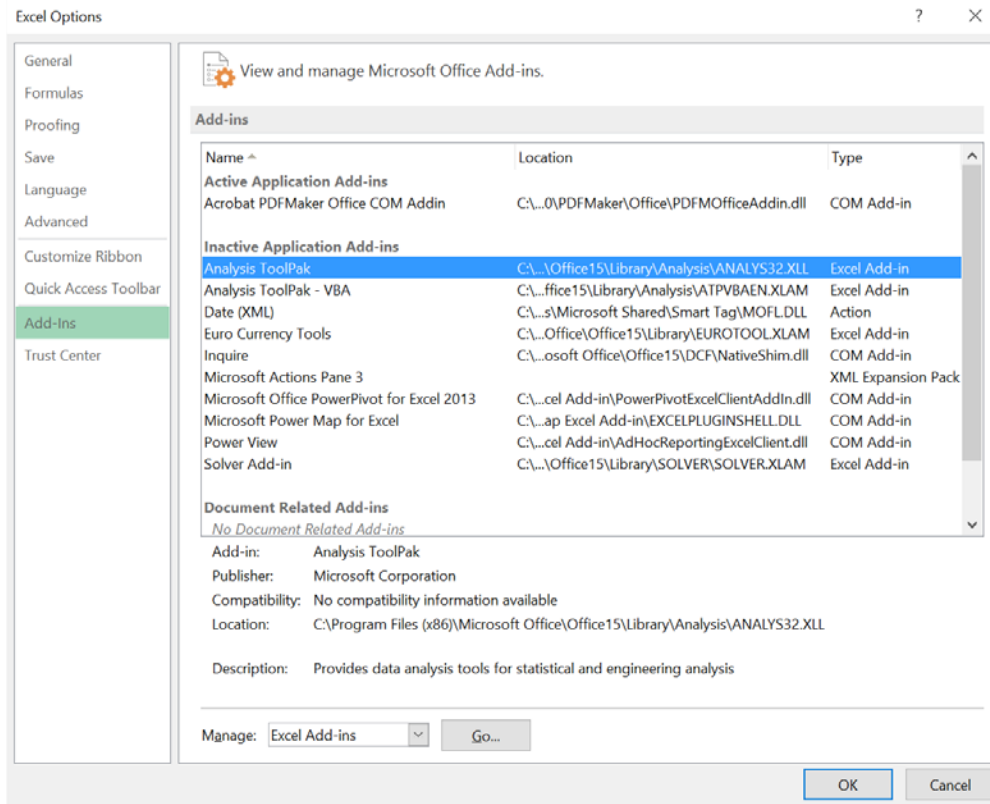 Excel Options ?
General
Formulas
Proofing
Save
Language
Advanced
Customize Ribbon
Quick Access Toolbar
Add-Ins
Trust Center
View and manage Microsoft Office Add-ins.
Add-ins
Name Location Type
Active Application Add-ins
Acrobat PDFMaker Office COM Addin C:\...0\PDFMaker\Office\PDFMOfficeAddin.dll COM Add-in
Inactive Application Add-ins
Analysis ToolPak C:\...\Office15\Library\Analysis\ANALYS32.XLL Excel Add-in
Analysis ToolPak - VBA C:\...ffice15\Library\Analysis\ATPVBAEN.XLAM Excel Add-in
Date (XML) C:\...s\Microsoft Shared\Smart Tag\MOFL.DLL Action
Euro Currency Tools C:\...Office\Office15\Library\EUROTOOL.XLAM Excel Add-in
Inquire C:\...osoft Office\Office15\DCF\NativeShim.dll COM Add-in
Microsoft Actions Pane 3 XML Expansion Pack
Microsoft Office PowerPivot for Excel 2013 C:\...cel Add-in\PowerPivotExcelClientAddIn.dll COM Add-in
Microsoft Power Map for Excel C:\...ap Excel Add-in\EXCELPLUGINSHELL.DLL COM Add-in
Power View C:\...cel Add-in\AdHocReportingExcelClient.dll COM Add-in
Solver Add-in C:\...\Office15\Library\SOLVER\SOLVER.XLAM Excel Add-in
Document Related Add-ins
No Document Related Add-ins
Add-in: Analysis ToolPak
Publisher: Microsoft Corporation
Compatibility: No compatibility information available
Location: C:\Program Files (x86)\Microsoft Office\Office15\Library\Analysis\ANALYS32.XLL
Description: Provides data analysis tools for statistical and engineering analysis
Manage: Excel Add-ins Go...
OK Cancel